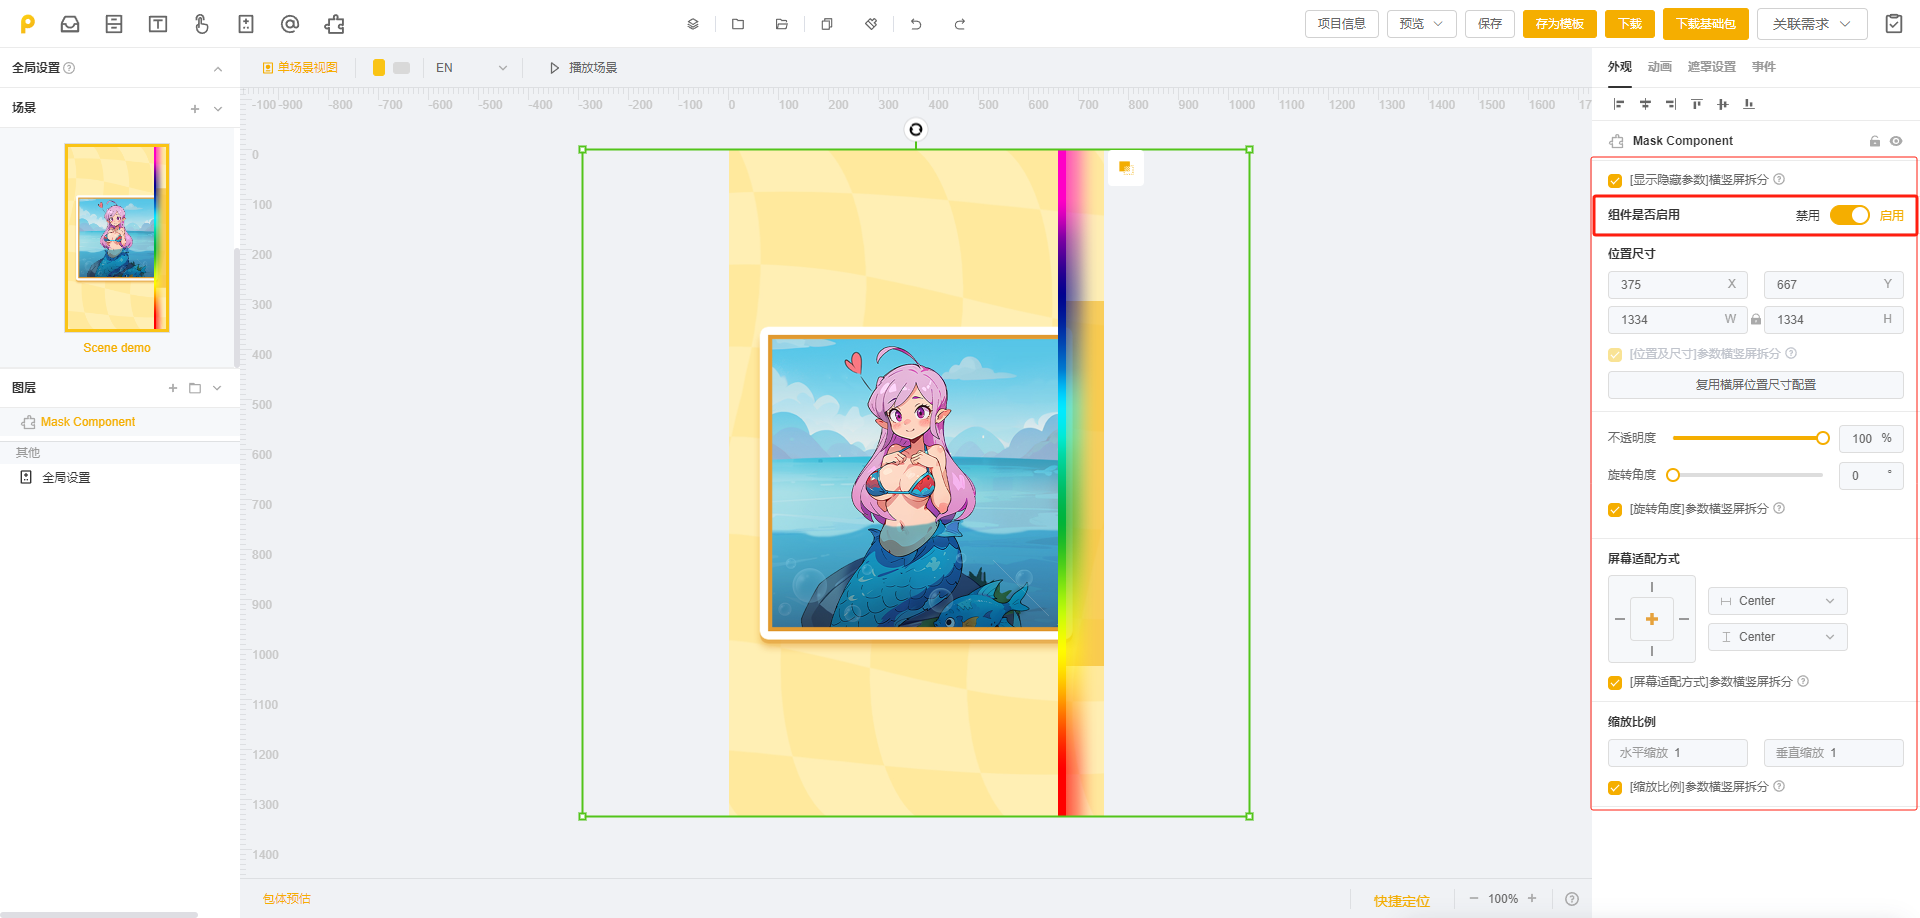 项目信息
预览
保存
存为模板
下载
下载基础包
关联需求
全局设置
单场景视图
EN
播放场景
外观 动画 遮罩设置 事件
场景
-100 -900 -800 -700 -600 -500 -400 -300 -200 -100 0 100 200 300 400 500 600 700 800 900 1000 1100 1200 1300 1400 1500 1600 17
0
100
200
300
400
500
600
700
800
900
1000
1100
1200
1300
1400
Scene demo
图层
Mask Component
其他
全局设置
Mask Component
[显示隐藏参数]横竖屏拆分
组件是否启用 禁用 启用
位置尺寸
375 X 667 Y
1334 W 1334 H
[位置及尺寸]参数横竖屏拆分
复用横屏位置尺寸配置
不透明度 100 %
旋转角度 0 °
[旋转角度]参数横竖屏拆分
屏幕适配方式
Center
Center
[屏幕适配方式]参数横竖屏拆分
缩放比例
水平缩放 1 垂直缩放 1
[缩放比例]参数横竖屏拆分
包体预估
快捷定位
100%